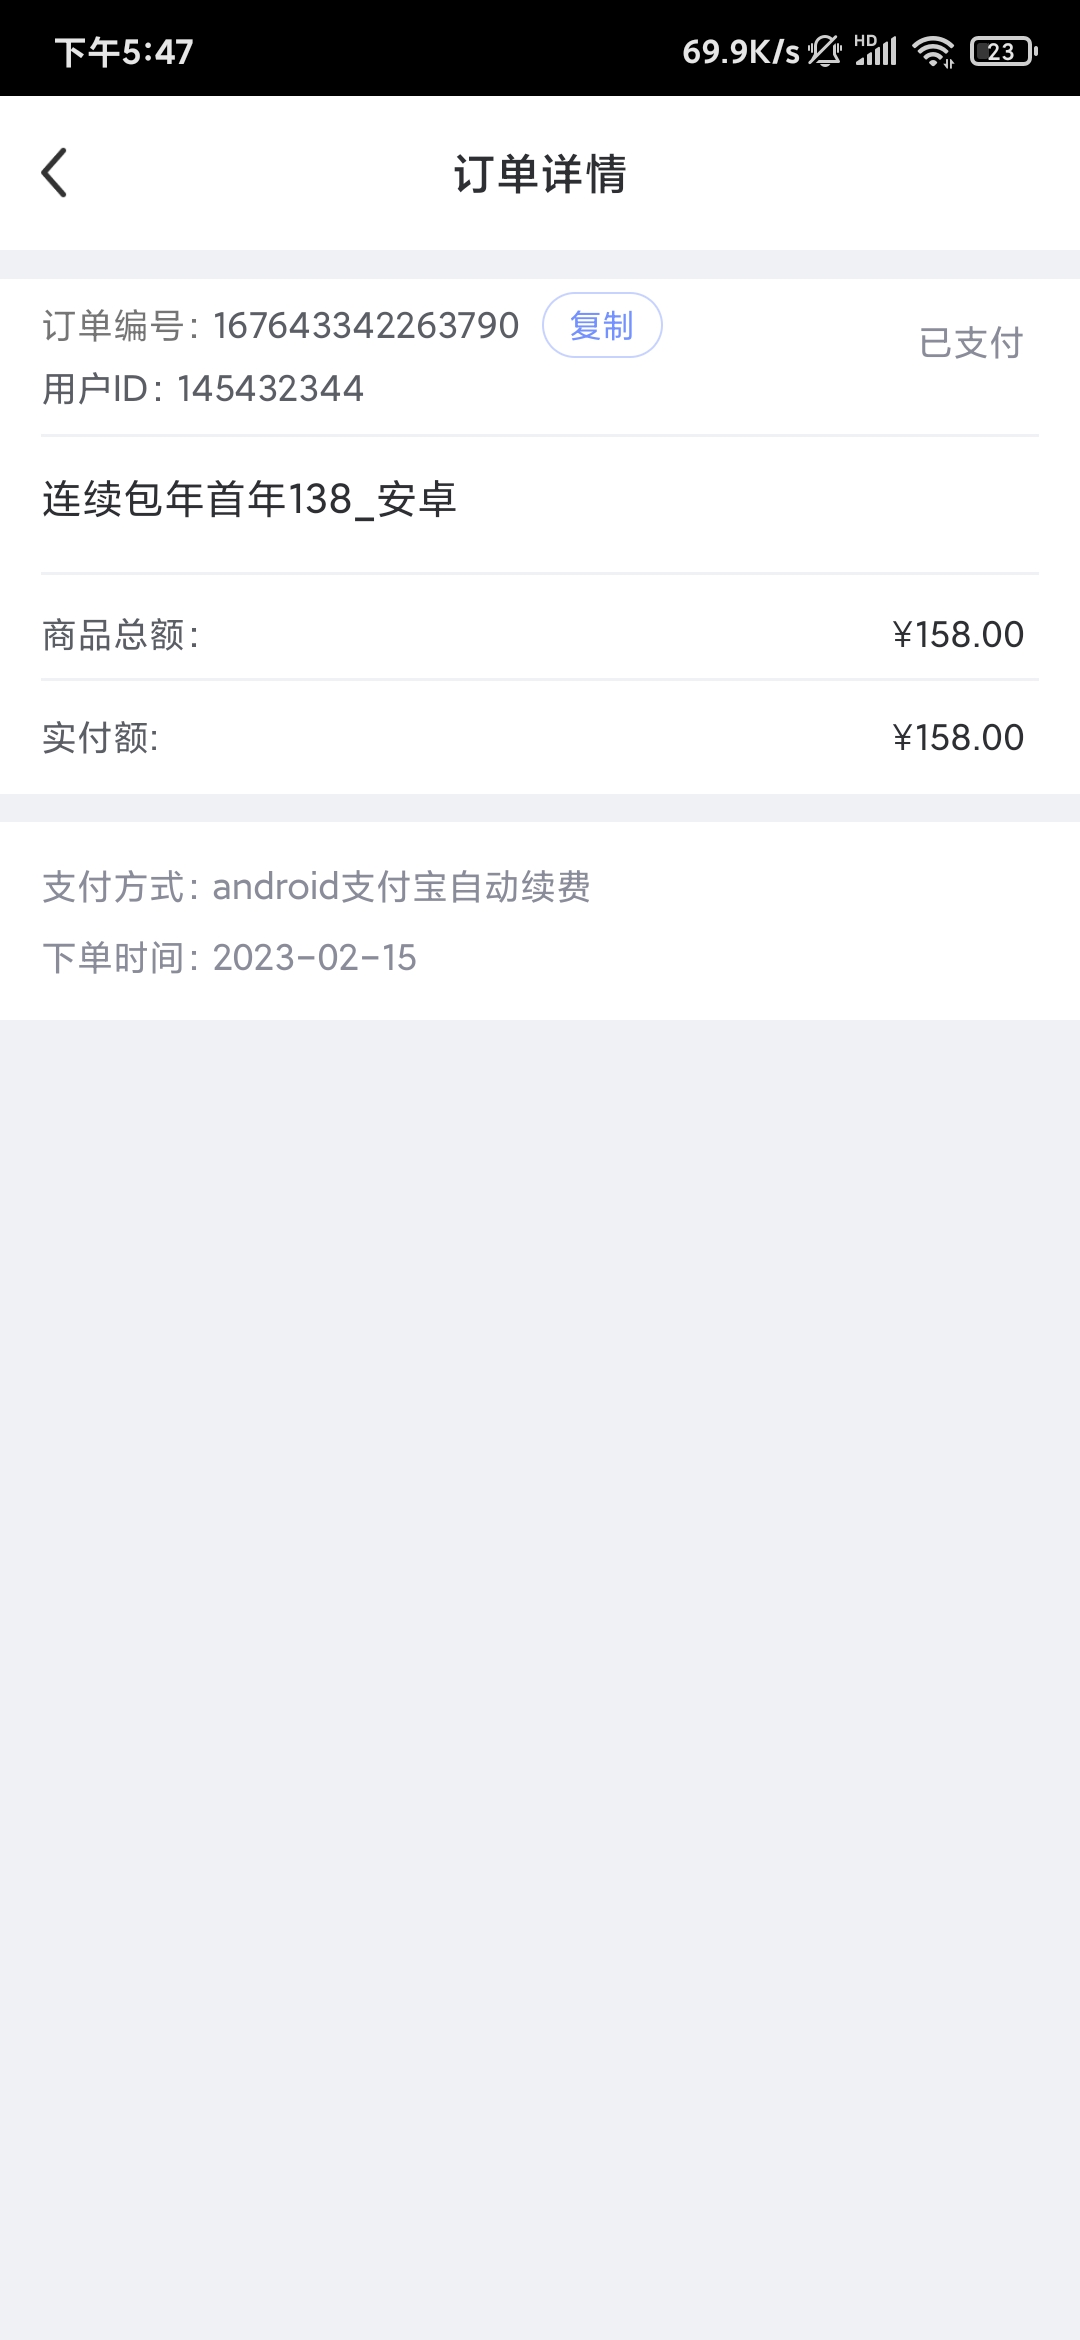 下午5:47
69.9K/s HD 23
订单详情
订单编号: 167643342263790 复制
已支付
用户ID: 145432344
连续包年首年138_安卓
商品总额: ¥158.00
实付额: ¥158.00
支付方式: android支付宝自动续费
下单时间: 2023-02-15